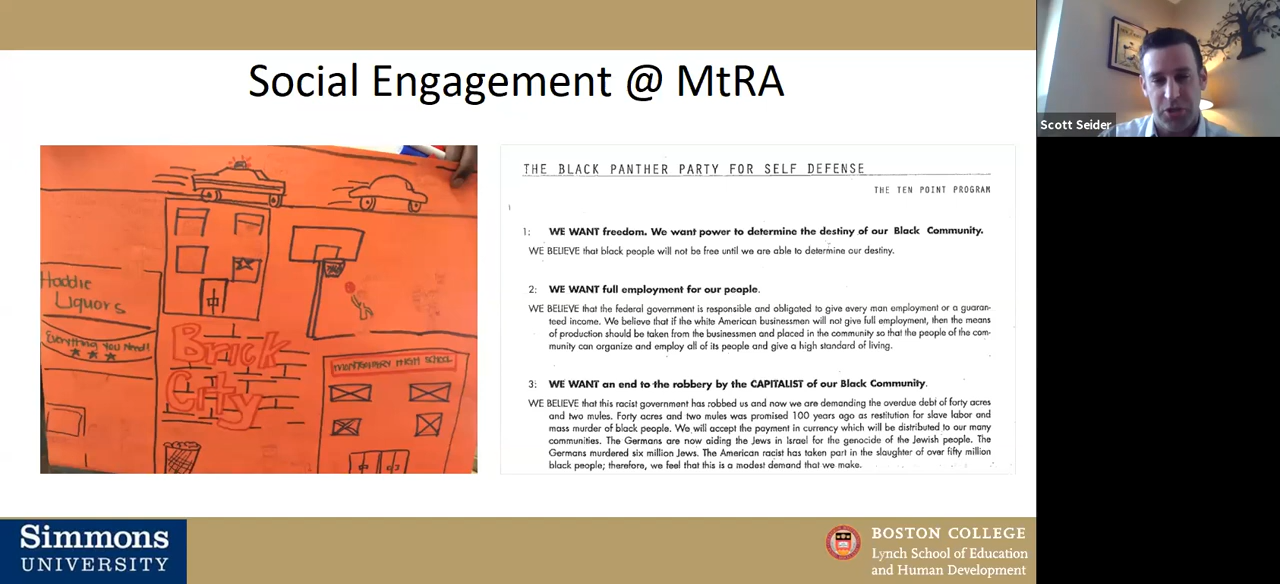 Social Engagement @ MtRA
Scott Seider
Haddie
Liquors
Everything You Need!
Brick
City
MONTGOMERY HIGH SCHOOL
THE BLACK PANTHER PARTY FOR SELF DEFENSE
THE TEN POINT PROGRAM
1: WE WANT freedom. We want power to determine the destiny of our Black Community.
WE BELIEVE that black people will not be free until we are able to determine our destiny.
2: WE WANT full employment for our people.
WE BELIEVE that the federal government is responsible and obligated to give every man employment or a guaran-
teed income. We believe that if the white American businessmen will not give full employment, then the means
of production should be taken from the businessmen and placed in the community so that the people of the com-
munity can organize and employ all of its people and give a high standard of living.
3: WE WANT an end to the robbery by the CAPITALIST of our Black Community.
WE BELIEVE that this racist government has robbed us and now we are demanding the overdue debt of forty acres
and two mules. Forty acres and two mules was promised 100 years ago as restitution for slave labor and
mass murder of black people. We will accept the payment in currency which will be distributed to our many
communities. The Germans are now aiding the Jews in Israel for the genocide of the Jewish people. The
Germans murdered six million Jews. The American racist has taken part in the slaughter of over fifty million
black people; therefore, we feel that this is a modest demand that we make.
Simmons
UNIVERSITY
BOSTON COLLEGE
Lynch School of Education
and Human Development